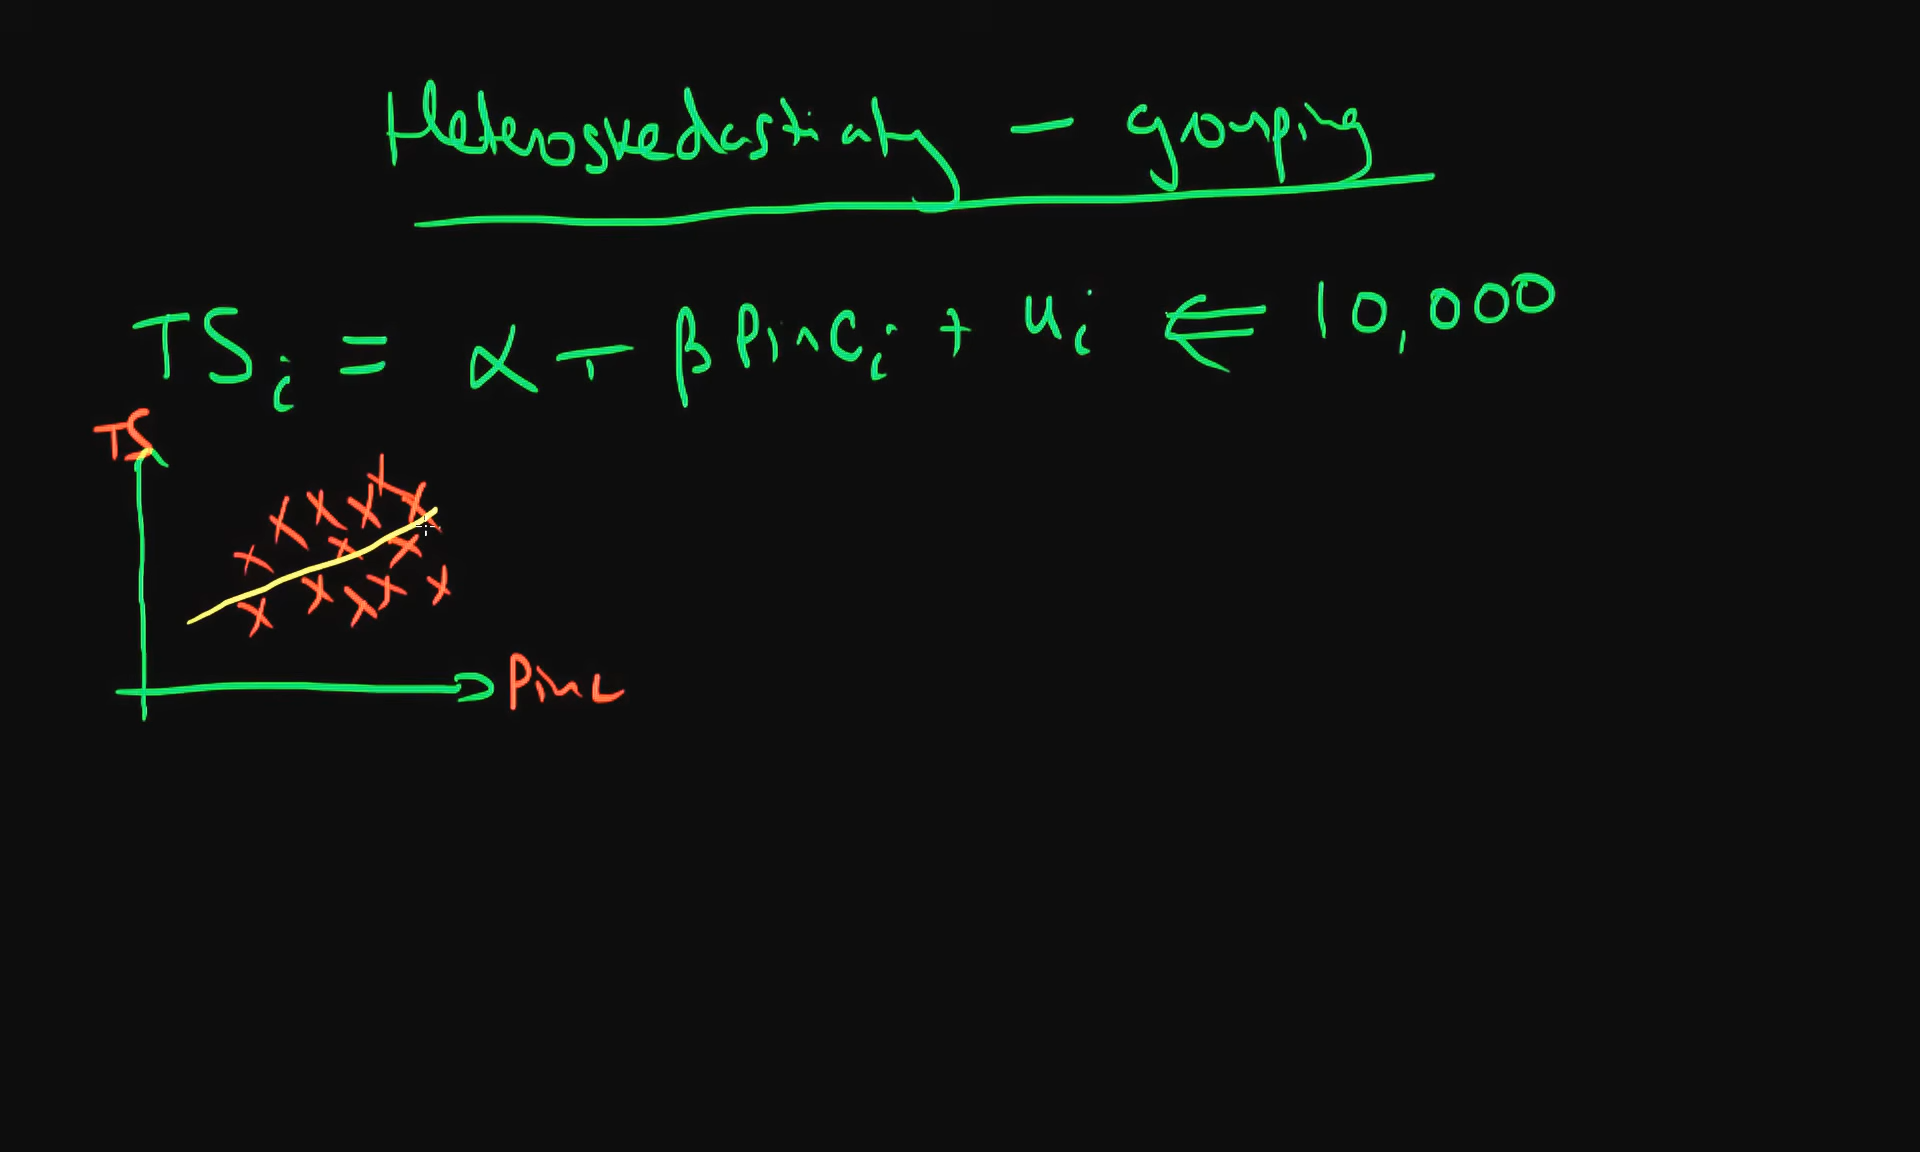 Heteroskedasticity - grouping
TSi = α + β Pinci + ui ⇐ 10,000
TS
Pinc